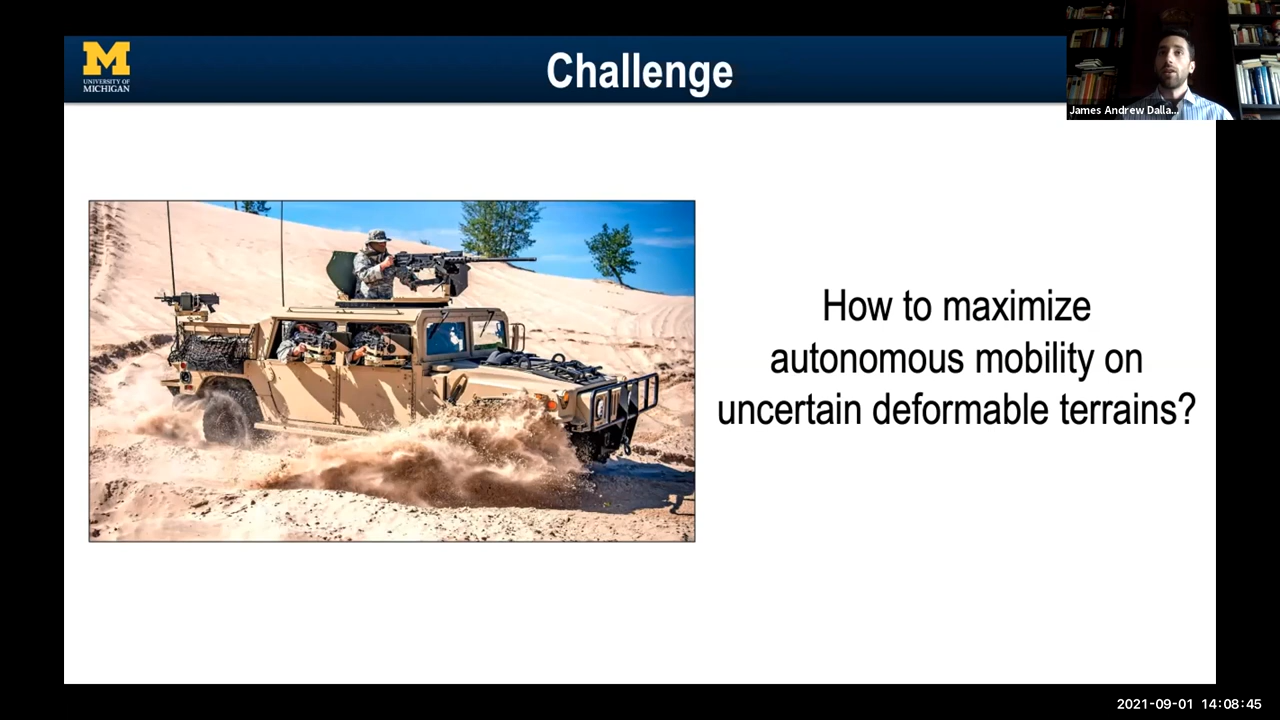 M
UNIVERSITY OF
MICHIGAN
Challenge
James Andrew Dalla...
How to maximize
autonomous mobility on
uncertain deformable terrains?
2021-09-01 14:08:45